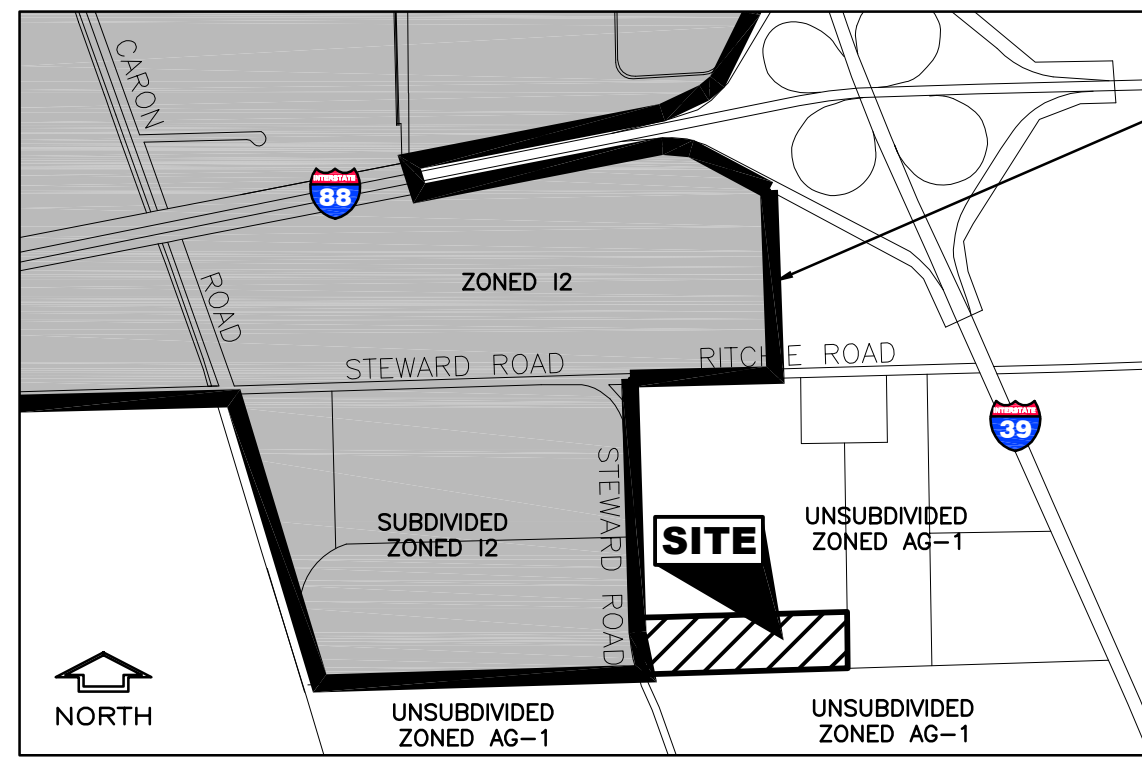 CARON
INTERSTATE
88
ZONED I2
ROAD
STEWARD ROAD
RITCHIE ROAD
INTERSTATE
39
STEWARD ROAD
SUBDIVIDED
ZONED I2
SITE
UNSUBDIVIDED
ZONED AG-1
NORTH
UNSUBDIVIDED
ZONED AG-1
UNSUBDIVIDED
ZONED AG-1